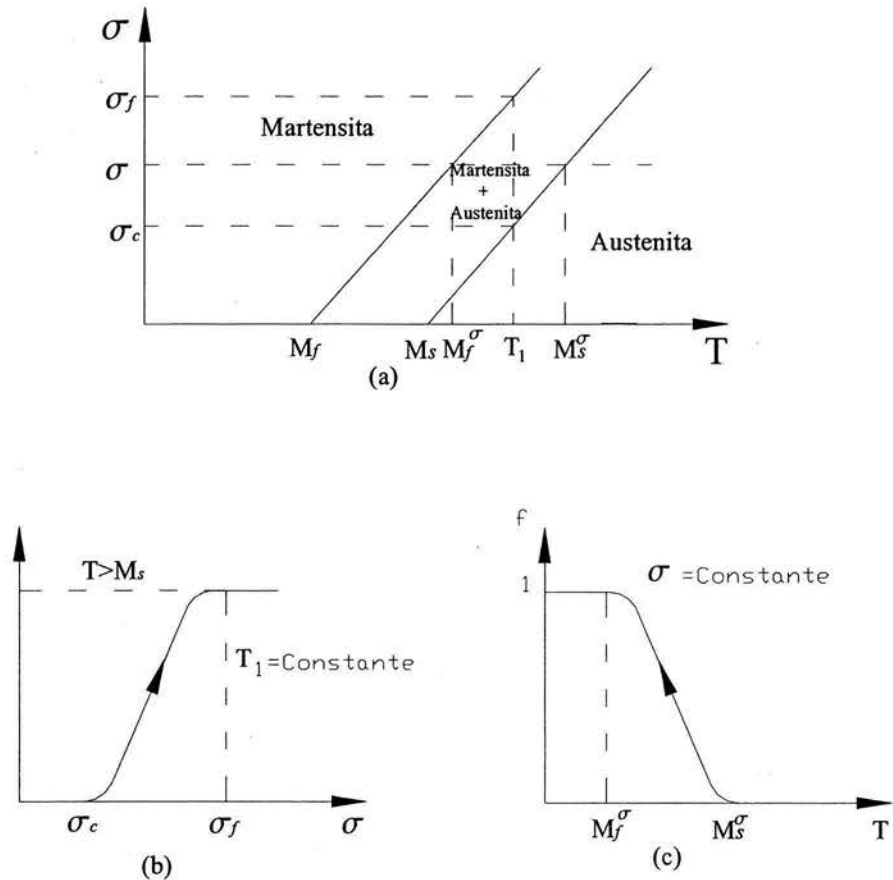 σ
σf
Martensita
σ
Martensita
+
Austenita
σc
Austenita
Mf Ms Mfσ T1 Msσ T
(a)
T>Ms
T1=Constante
σc σf σ
(b)
f
1
σ =Constante
Mfσ Msσ T
(c)